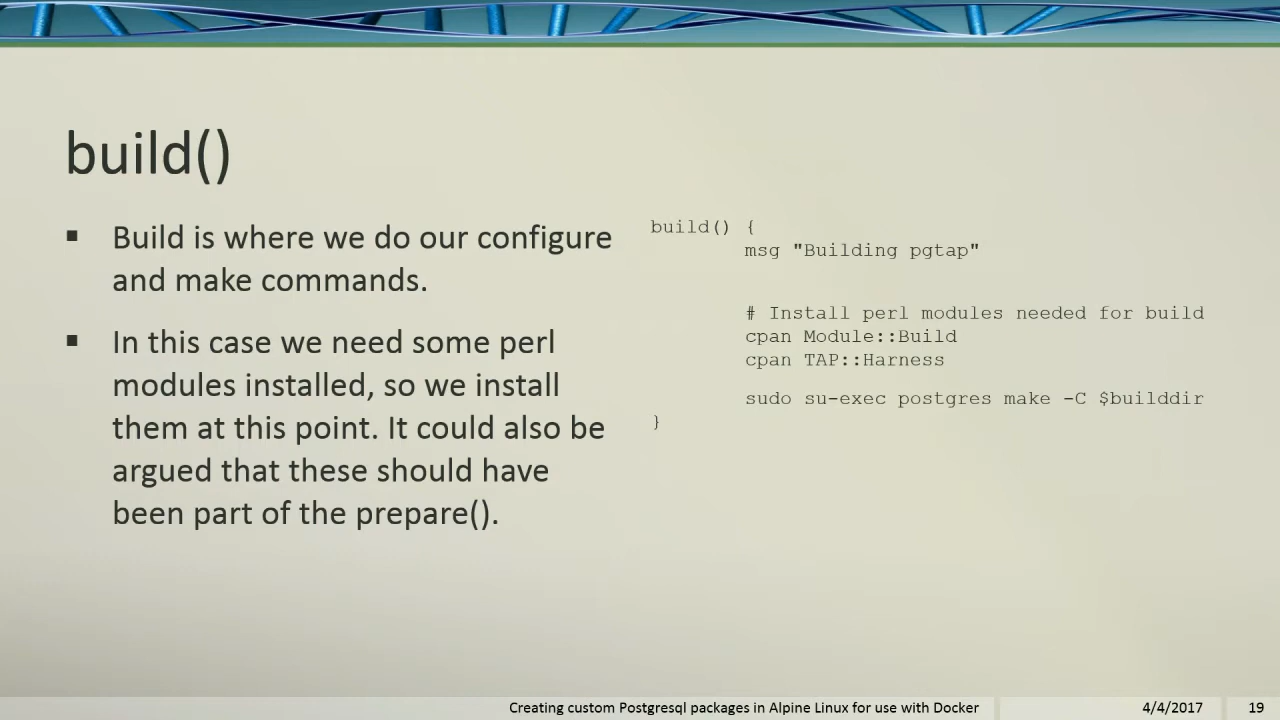 build()
▪ Build is where we do our configure
and make commands.
▪ In this case we need some perl
modules installed, so we install
them at this point. It could also be
argued that these should have
been part of the prepare().
build() {
msg "Building pgtap"
# Install perl modules needed for build
cpan Module::Build
cpan TAP::Harness
sudo su-exec postgres make -C $builddir
}
Creating custom Postgresql packages in Alpine Linux for use with Docker
4/4/2017
19